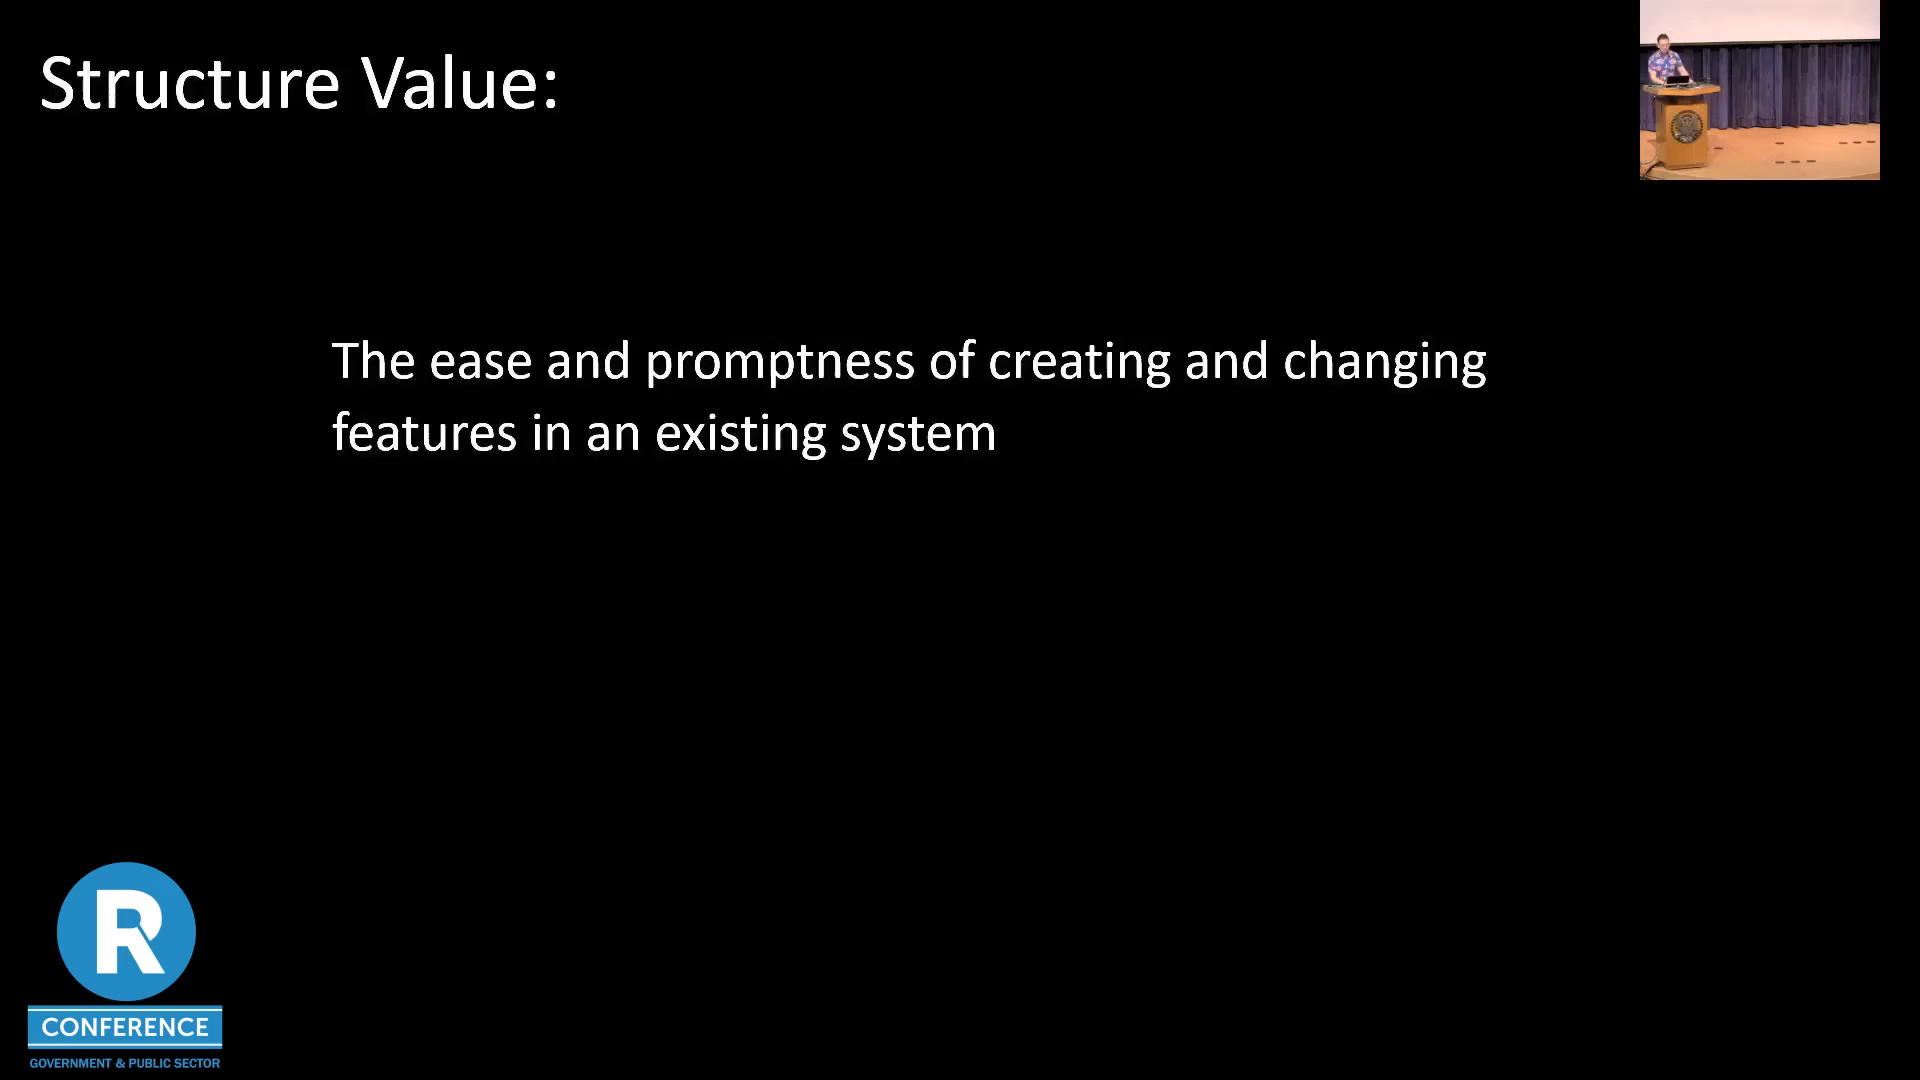 Structure Value:
The ease and promptness of creating and changing
features in an existing system
R
CONFERENCE
GOVERNMENT & PUBLIC SECTOR